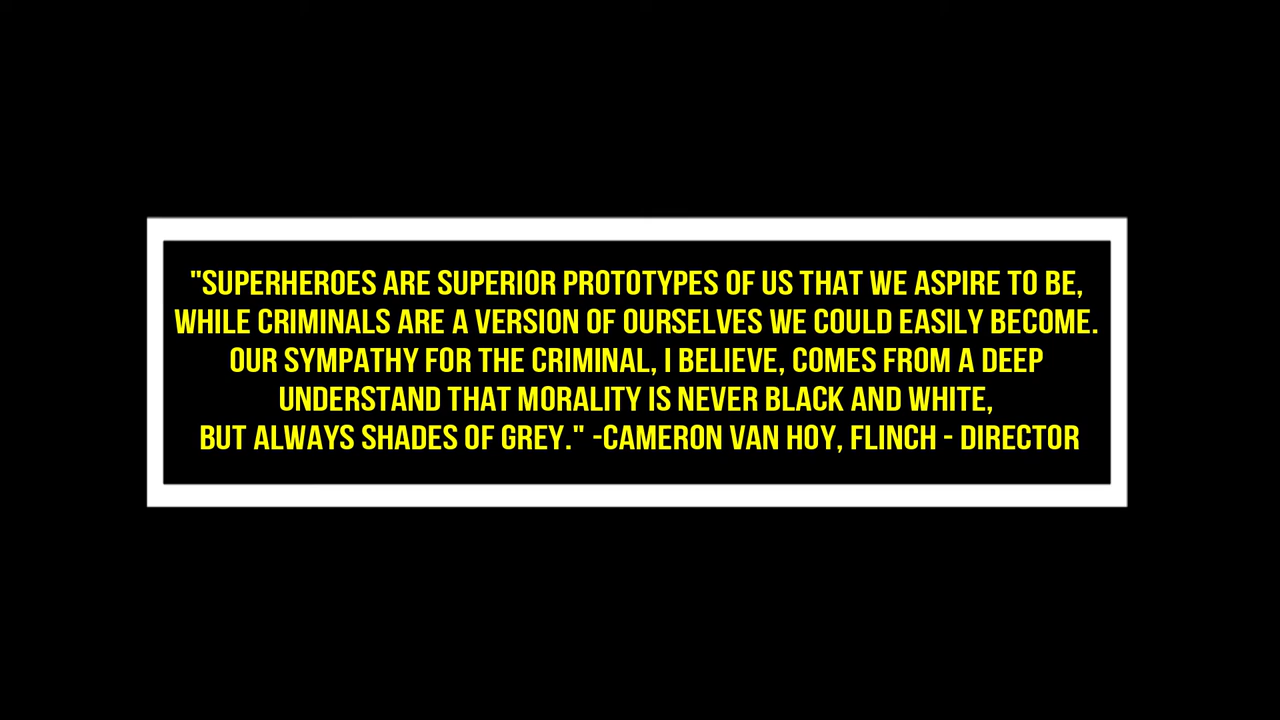 "SUPERHEROES ARE SUPERIOR PROTOTYPES OF US THAT WE ASPIRE TO BE,
WHILE CRIMINALS ARE A VERSION OF OURSELVES WE COULD EASILY BECOME.
OUR SYMPATHY FOR THE CRIMINAL, I BELIEVE, COMES FROM A DEEP
UNDERSTAND THAT MORALITY IS NEVER BLACK AND WHITE,
BUT ALWAYS SHADES OF GREY." -CAMERON VAN HOY, FLINCH - DIRECTOR